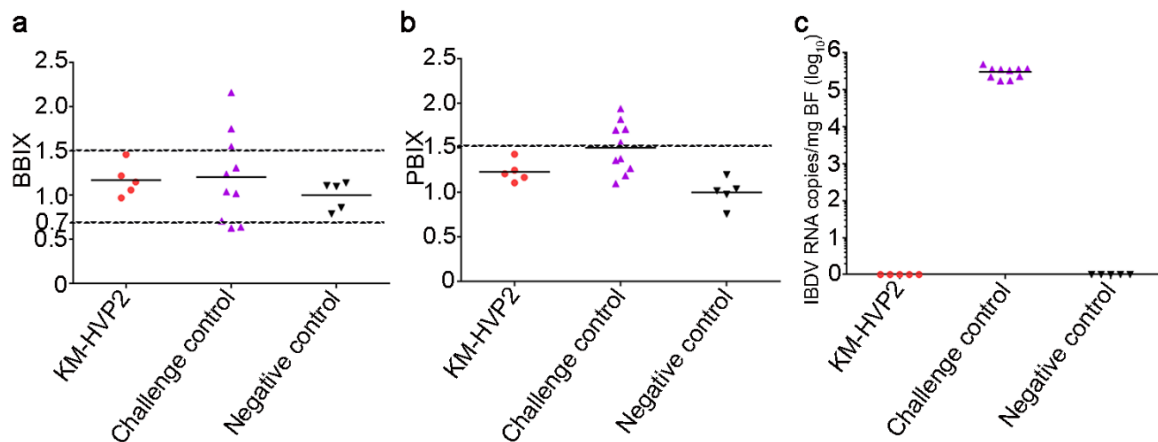 a
BBIX
2.5
2.0
1.5
1.0
0.7
0.5
0
KM-HVP2
Challenge control
Negative control
b
PBIX
2.5
2.0
1.5
1.0
0.5
0
KM-HVP2
Challenge control
Negative control
c
IBDV RNA copies/mg BF (log10)
6
5
4
3
2
1
0
KM-HVP2
Challenge control
Negative control